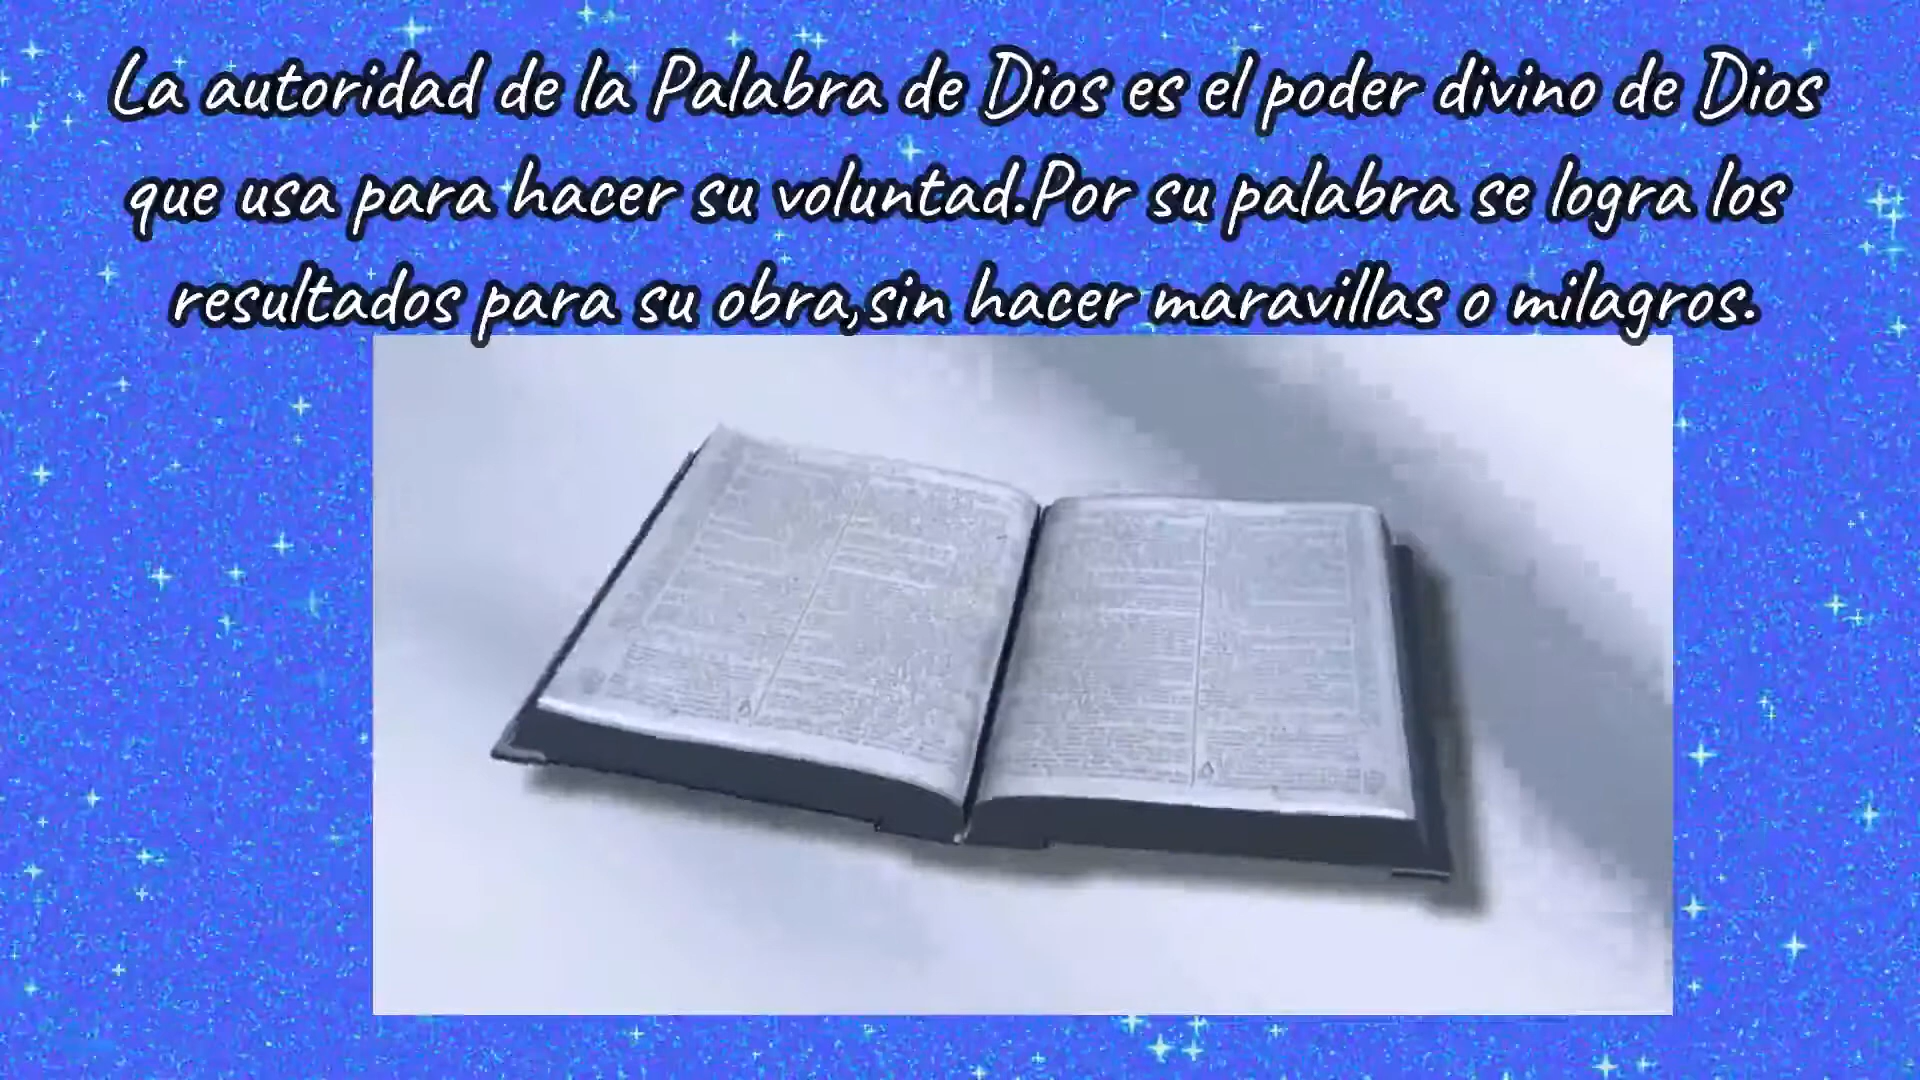 La autoridad de la Palabra de Dios es el poder divino de Dios
que usa para hacer su voluntad.Por su palabra se logra los
resultados para su obra,sin hacer maravillas o milagros.